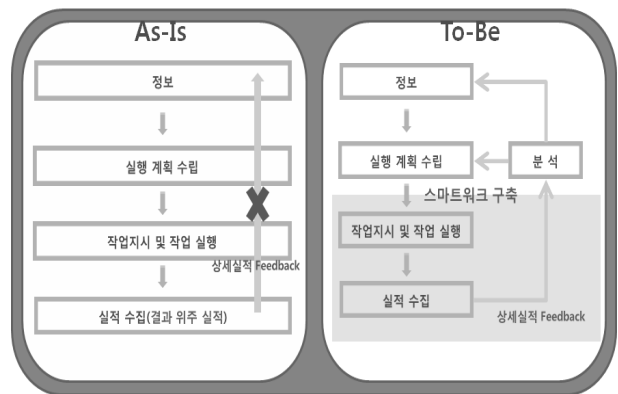 As-Is
정보
실행 계획 수립
작업지시 및 작업 실행
상세실적 Feedback
실적 수집(결과 위주 실적)
To-Be
정보
실행 계획 수립
분 석
스마트워크 구축
작업지시 및 작업 실행
실적 수집
상세실적 Feedback